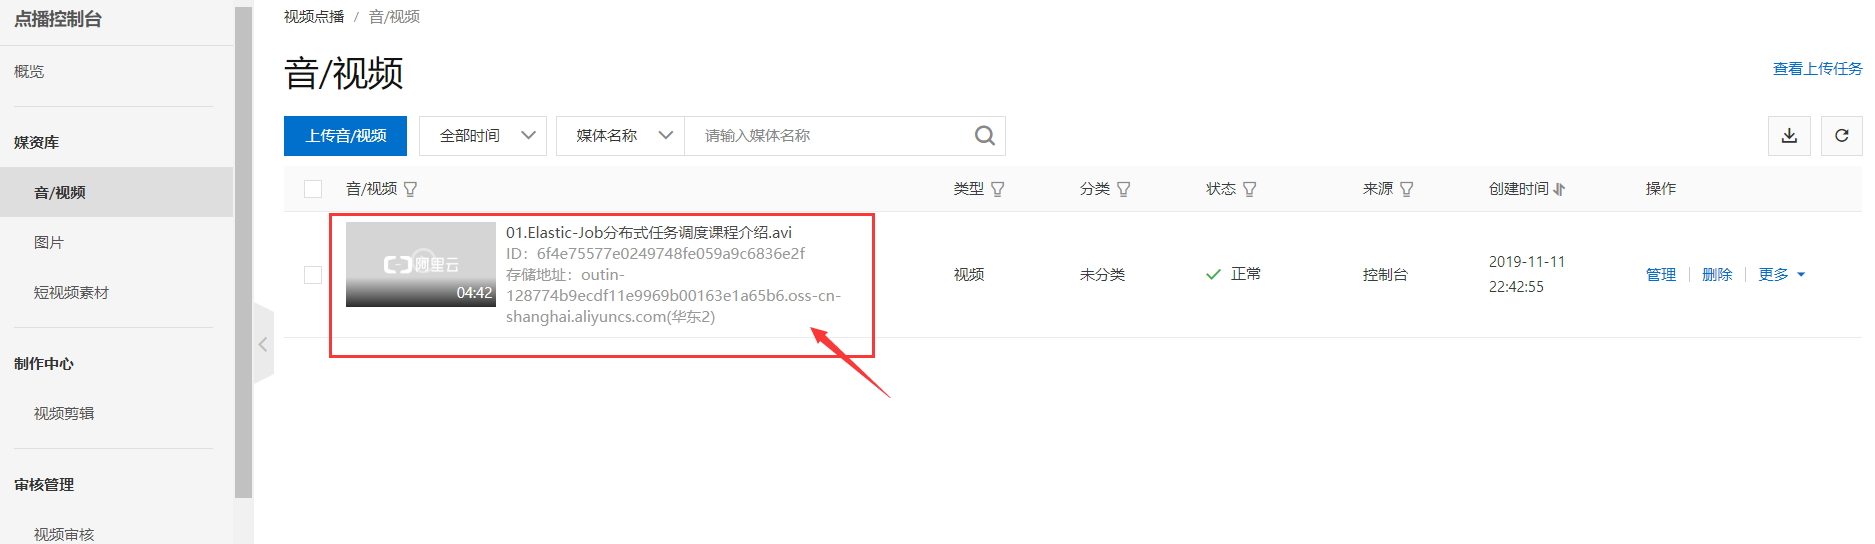 点播控制台
概览
媒资库
音/视频
图片
短视频素材
制作中心
视频剪辑
审核管理
视频审核
视频点播 / 音/视频
音/视频
查看上传任务
上传音/视频 全部时间 媒体名称 请输入媒体名称
音/视频 类型 分类 状态 来源 创建时间 操作
阿里云
04:42
01.Elastic-Job分布式任务调度课程介绍.avi
ID：6f4e75577e0249748fe059a9c6836e2f
存储地址：outin-
128774b9ecdf11e9969b00163e1a65b6.oss-cn-
shanghai.aliyuncs.com(华东2)
视频 未分类 正常 控制台
2019-11-11
22:42:55
管理 删除 更多